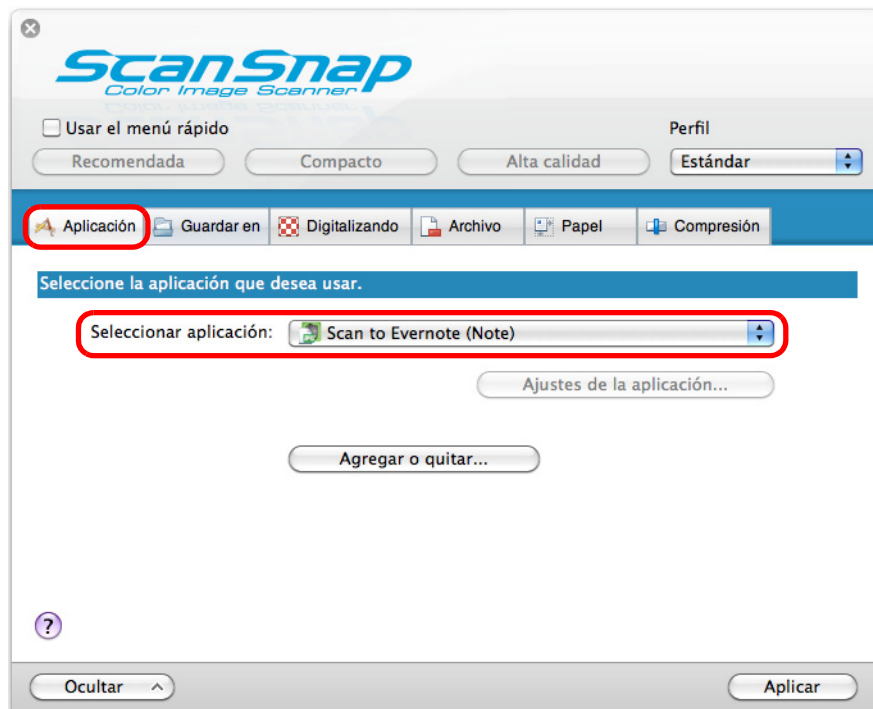 ScanSnap
Color Image Scanner
Usar el menú rápido
Perfil
Recomendada Compacto Alta calidad Estándar
Aplicación Guardar en Digitalizando Archivo Papel Compresión
Seleccione la aplicación que desea usar.
Seleccionar aplicación: Scan to Evernote (Note)
Ajustes de la aplicación...
Agregar o quitar...
?
Ocultar Aplicar